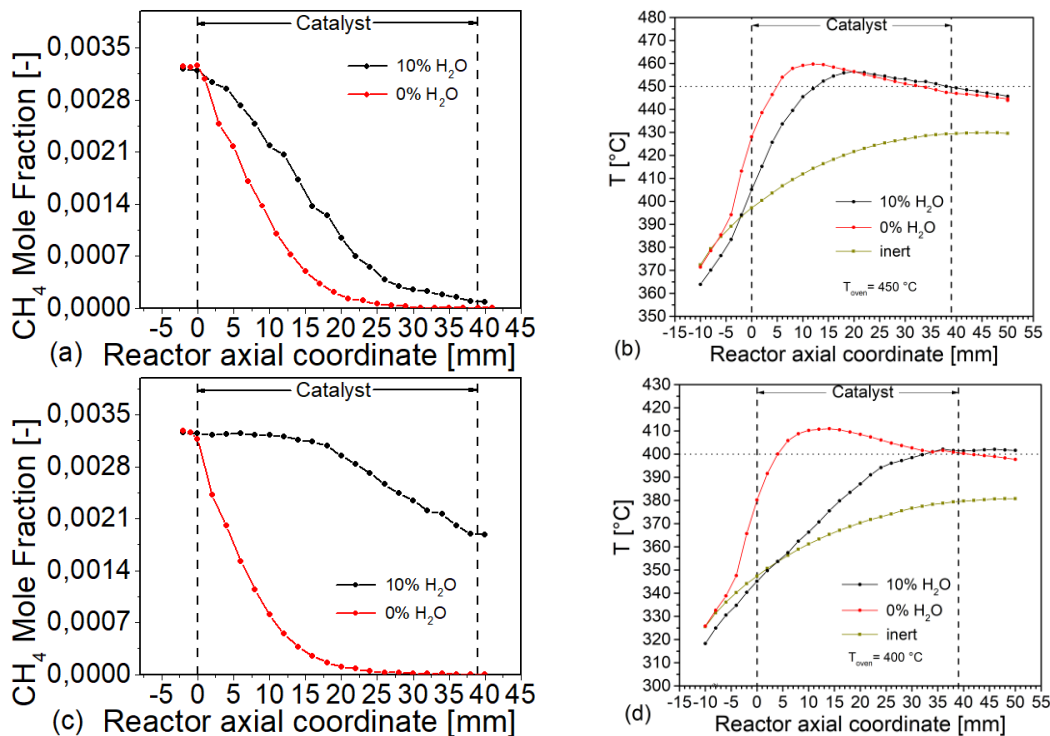 0,0035
0,0028
0,0021
0,0014
0,0007
0,0000
CH4 Mole Fraction [-]
Catalyst
10% H2O
0% H2O
-5 0 5 10 15 20 25 30 35 40 45
(a) Reactor axial coordinate [mm]
480
470
460
450
440
430
420
410
400
390
380
370
360
350
T [°C]
Catalyst
10% H2O
0% H2O
inert
Toven= 450 °C
-15 -10 -5 0 5 10 15 20 25 30 35 40 45 50 55
(b) Reactor axial coordinate [mm]
0,0035
0,0028
0,0021
0,0014
0,0007
0,0000
CH4 Mole Fraction [-]
Catalyst
10% H2O
0% H2O
-5 0 5 10 15 20 25 30 35 40 45
(c) Reactor axial coordinate [mm]
430
420
410
400
390
380
370
360
350
340
330
320
310
300
T [°C]
Catalyst
10% H2O
0% H2O
inert
Toven= 400 °C
-15 -10 -5 0 5 10 15 20 25 30 35 40 45 50 55
(d) Reactor axial coordinate [mm]